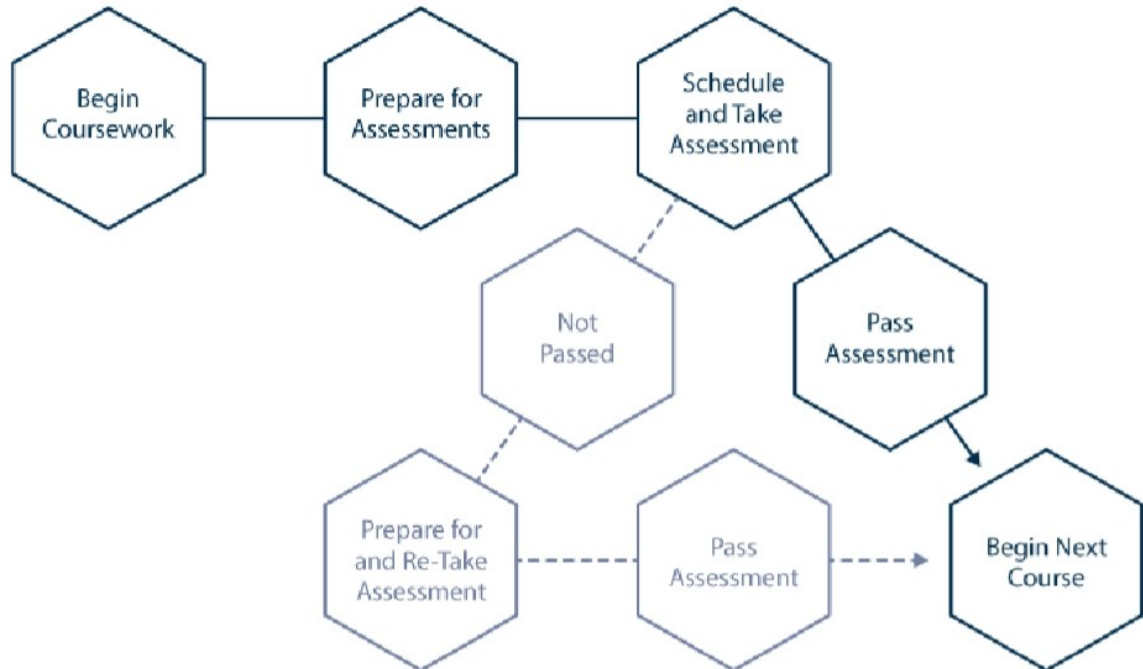 Begin
Coursework
Prepare for
Assessments
Schedule
and Take
Assessment
Not
Passed
Pass
Assessment
Prepare for
and Re-Take
Assessment
Pass
Assessment
Begin Next
Course